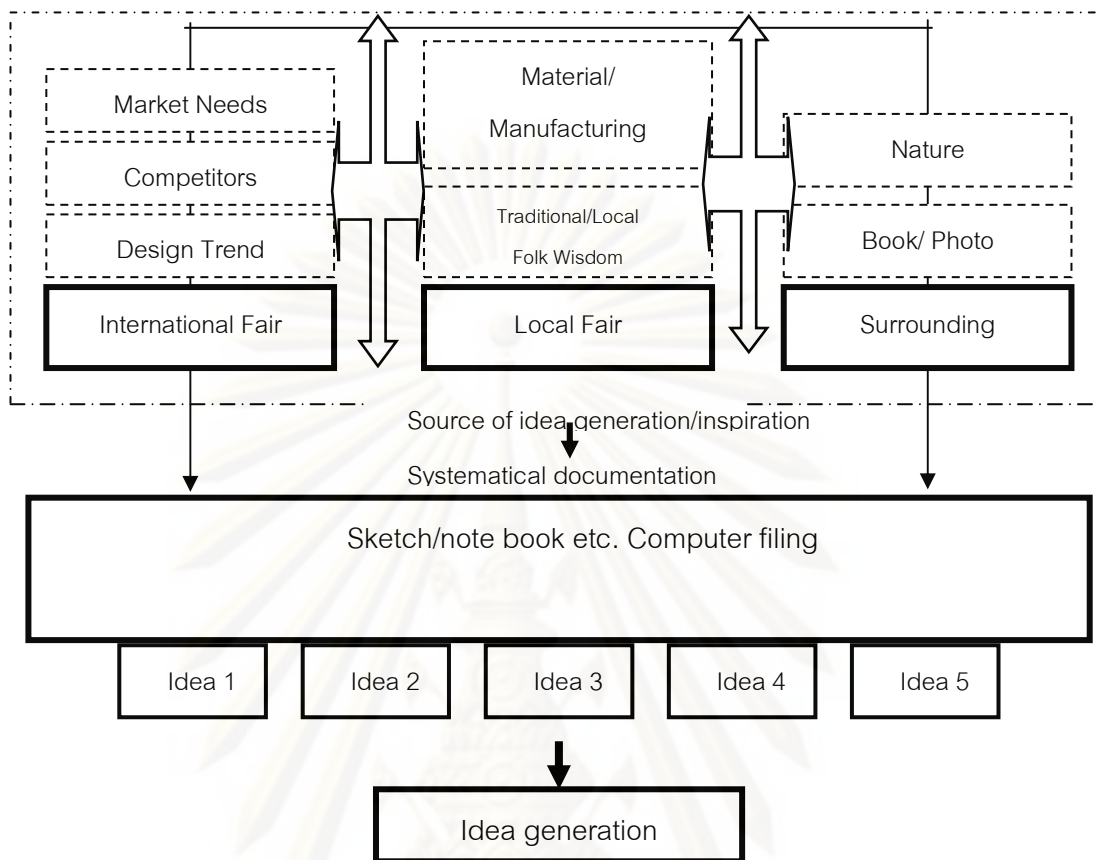 Market Needs
Competitors
Design Trend
International Fair
Material/
Manufacturing
Traditional/Local
Folk Wisdom
Local Fair
Nature
Book/ Photo
Surrounding
Source of idea generation/inspiration
Systematical documentation
Sketch/note book etc. Computer filing
Idea 1
Idea 2
Idea 3
Idea 4
Idea 5
Idea generation